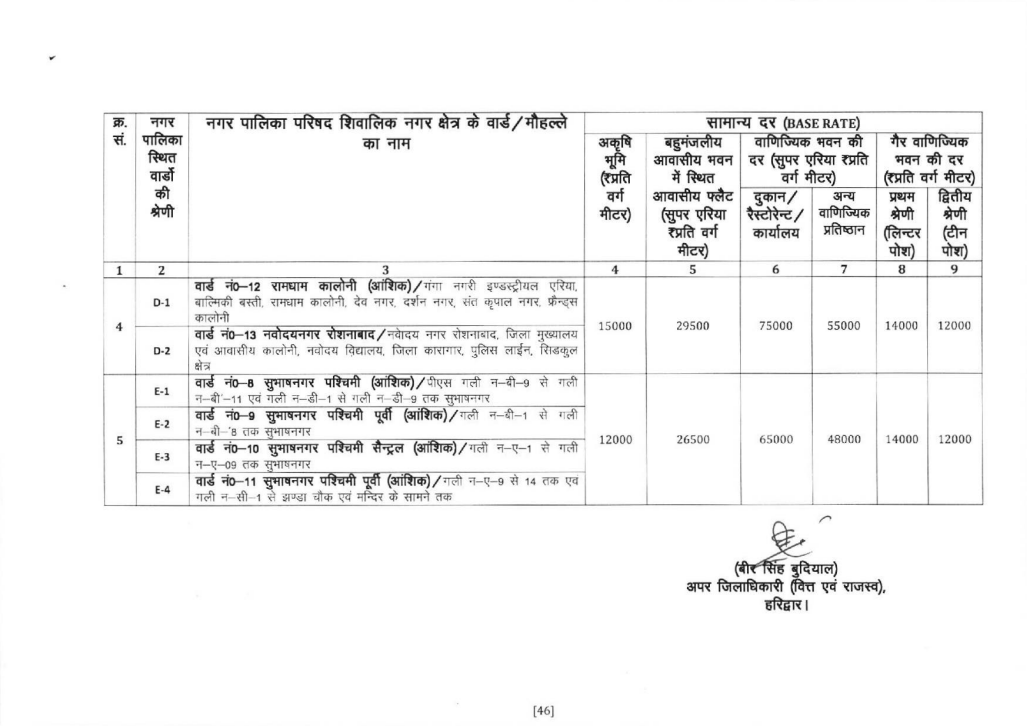 क्र. सं.
नगर पालिका स्थित वार्डो की श्रेणी
नगर पालिका परिषद शिवालिक नगर क्षेत्र के वार्ड/मौहल्ले का नाम
सामान्य दर (BASE RATE)
अकृषि भूमि (₹प्रति वर्ग मीटर)
बहुमंजलीय आवासीय भवन में स्थित आवासीय फ्लैट (सुपर एरिया ₹प्रति वर्ग मीटर)
वाणिज्यिक भवन की दर (सुपर एरिया ₹प्रति वर्ग मीटर)
गैर वाणिज्यिक भवन की दर (₹प्रति वर्ग मीटर)
दुकान/ रैस्टोरेन्ट/ कार्यालय
अन्य वाणिज्यिक प्रतिष्ठान
प्रथम श्रेणी (लिन्टर पोश)
द्वितीय श्रेणी (टीन पोश)
1 2 3 4 5 6 7 8 9
4
D-1
वार्ड नं0–12 रामधाम कालोनी (आंशिक)/गंगा नगरी इण्डस्ट्रीयल एरिया,
बाल्मिकी बस्ती, रामधाम कालोनी, देव नगर, दर्शन नगर, संत कृपाल नगर, फ्रैन्ड्स
कालोनी
D-2
वार्ड नं0–13 नवोदयनगर रोशनाबाद/नवोदय नगर रोशनाबाद, जिला मुख्यालय
एवं आवासीय कालोनी, नवोदय विद्यालय, जिला कारागार, पुलिस लाईन, सिडकुल
क्षेत्र
15000 29500 75000 55000 14000 12000
5
E-1
वार्ड नं0–8 सुभाषनगर पश्चिमी (आंशिक)/पीएस गली न–बी–9 से गली
न–बी–11 एवं गली न–डी–1 से गली न–डी–9 तक सुभाषनगर
E-2
वार्ड नं0–9 सुभाषनगर पश्चिमी पूर्वी (आंशिक)/गली न–बी–1 से गली
न–बी–8 तक सुभाषनगर
E-3
वार्ड नं0–10 सुभाषनगर पश्चिमी सैन्ट्रल (आंशिक)/गली न–ए–1 से गली
न–ए–09 तक सुभाषनगर
E-4
वार्ड नं0–11 सुभाषनगर पश्चिमी पूर्वी (आंशिक)/गली न–ए–9 से 14 तक एवं
गली न–सी–1 से झण्डा चौक एवं मन्दिर के सामने तक
12000 26500 65000 48000 14000 12000
(बीर सिंह बुदियाल)
अपर जिलाधिकारी (वित्त एवं राजस्व),
हरिद्वार।
[46]